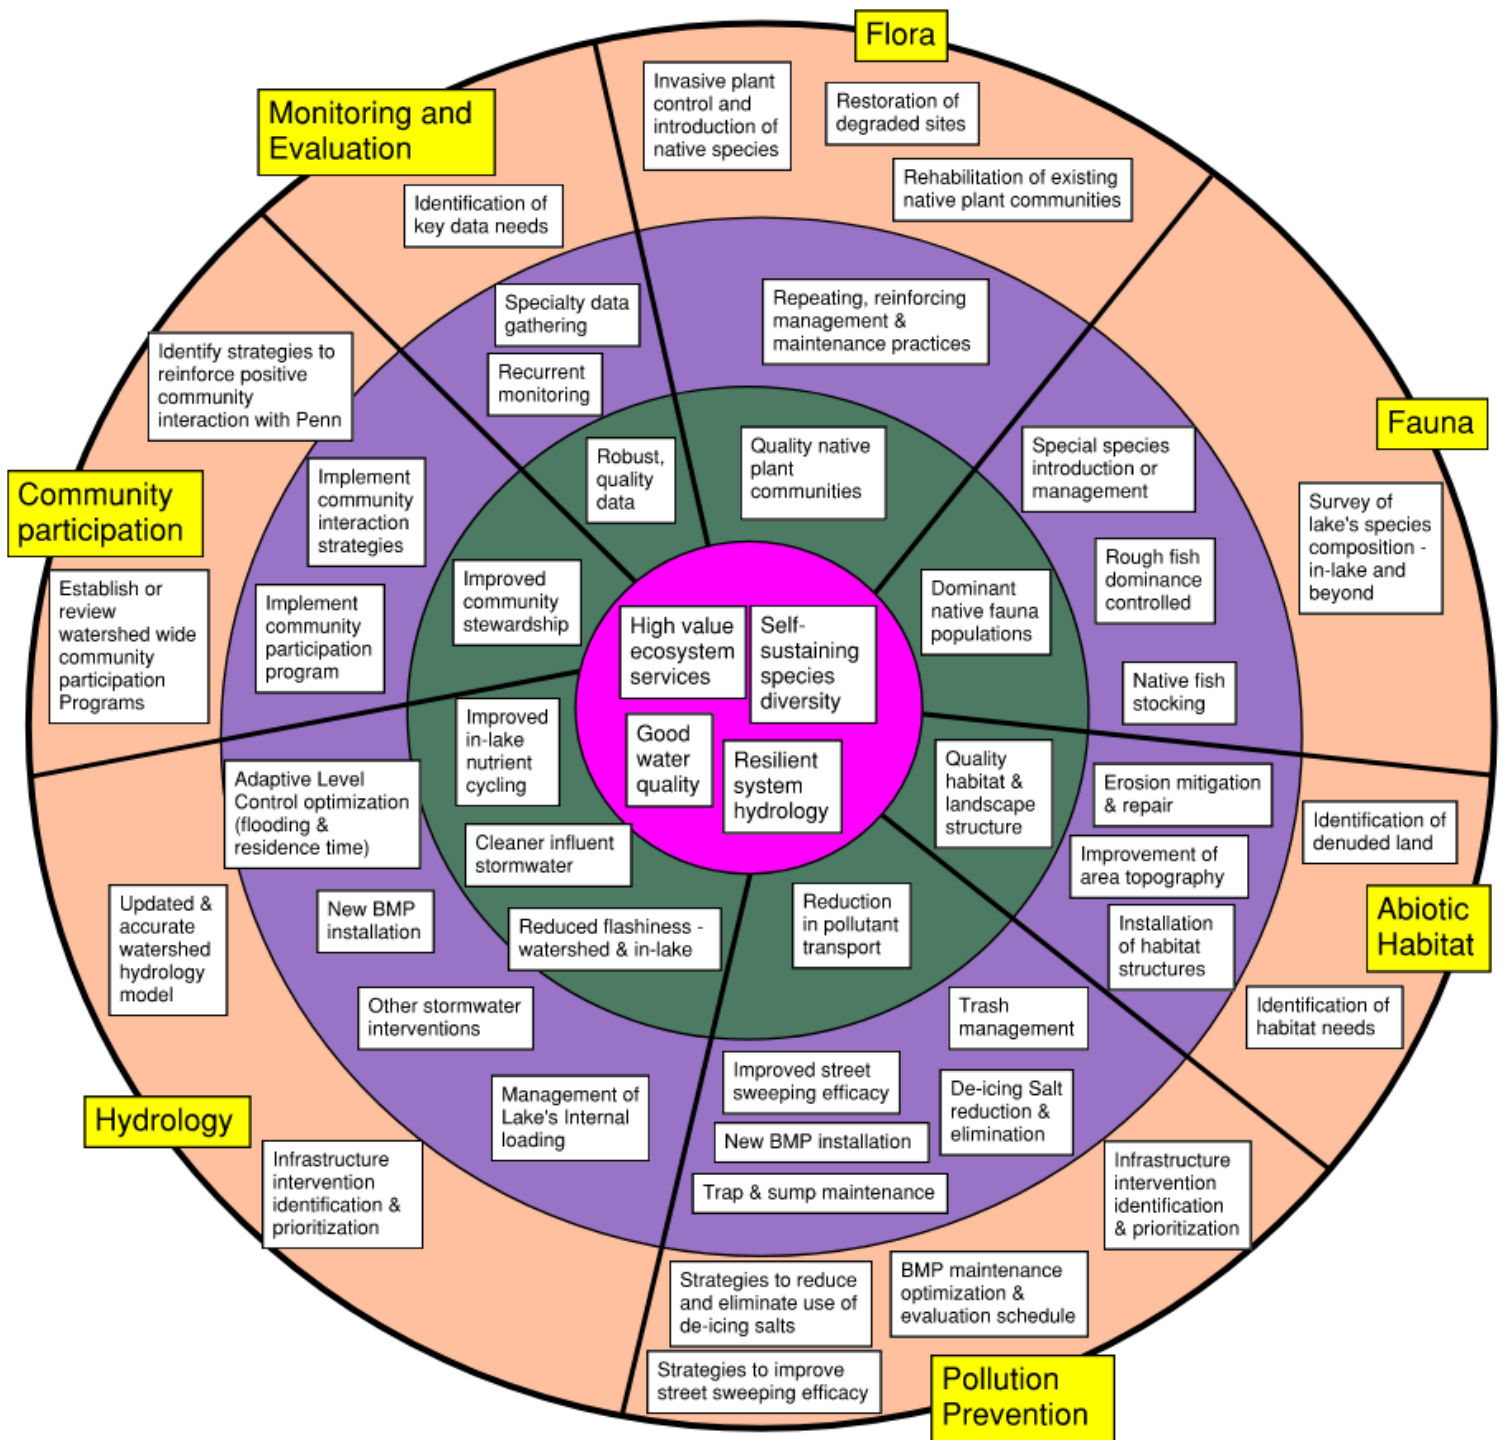 Flora
Invasive plant
control and
introduction of
native species
Restoration of
degraded sites
Rehabilitation of existing
native plant communities
Monitoring and
Evaluation
Identification of
key data needs
Specialty data
gathering
Recurrent
monitoring
Repeating, reinforcing
management &
maintenance practices
Identify strategies to
reinforce positive
community
interaction with Penn
Robust,
quality
data
Quality native
plant
communities
Special species
introduction or
management
Fauna
Survey of
lake's species
composition -
in-lake and
beyond
Community
participation
Implement
community
interaction
strategies
Rough fish
dominance
controlled
Establish or
review
watershed wide
community
participation
Programs
Implement
community
participation
program
Improved
community
stewardship
Dominant
native fauna
populations
Native fish
stocking
High value
ecosystem
services
Self-
sustaining
species
diversity
Good
water
quality
Resilient
system
hydrology
Improved
in-lake
nutrient
cycling
Quality
habitat &
landscape
structure
Erosion mitigation
& repair
Identification of
denuded land
Adaptive Level
Control optimization
(flooding &
residence time)
Cleaner influent
stormwater
Improvement of
area topography
Abiotic
Habitat
Updated &
accurate
watershed
hydrology
model
New BMP
installation
Reduced flashiness -
watershed & in-lake
Reduction
in pollutant
transport
Installation
of habitat
structures
Other stormwater
interventions
Trash
management
Identification of
habitat needs
Hydrology
Management of
Lake's Internal
loading
Improved street
sweeping efficacy
De-icing Salt
reduction &
elimination
New BMP installation
Trap & sump maintenance
Infrastructure
intervention
identification &
prioritization
Infrastructure
intervention
identification
& prioritization
Strategies to reduce
and eliminate use of
de-icing salts
BMP maintenance
optimization &
evaluation schedule
Strategies to improve
street sweeping efficacy
Pollution
Prevention